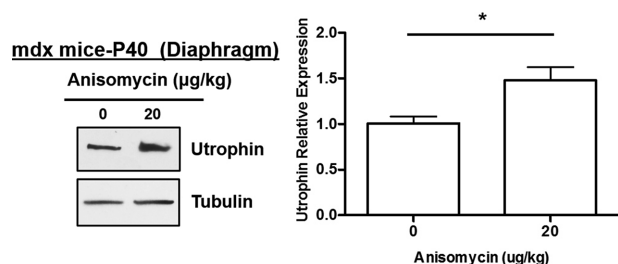 mdx mice-P40 (Diaphragm)
Anisomycin (µg/kg)
0 20
Utrophin
Tubulin
*
Utrophin Relative Expression
2.0
1.5
1.0
0.5
0.0
0 20
Anisomycin (ug/kg)